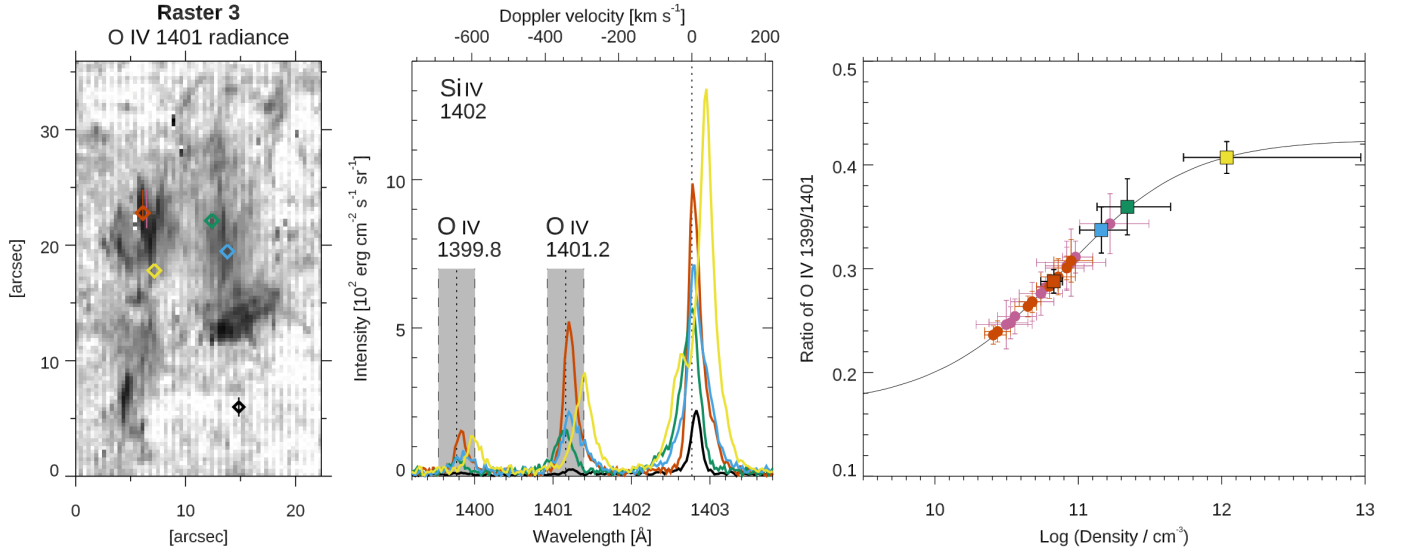 Raster 3
O IV 1401 radiance
[arcsec]
30
20
10
0
0 10 20
[arcsec]
Doppler velocity [km s⁻¹]
-600 -400 -200 0 200
Si IV
1402
O IV
1399.8
O IV
1401.2
Intensity [10² erg cm⁻² s⁻¹ sr⁻¹]
10
5
0
1400 1401 1402 1403
Wavelength [Å]
Ratio of O IV 1399/1401
0.5
0.4
0.3
0.2
0.1
10 11 12 13
Log (Density / cm⁻³)